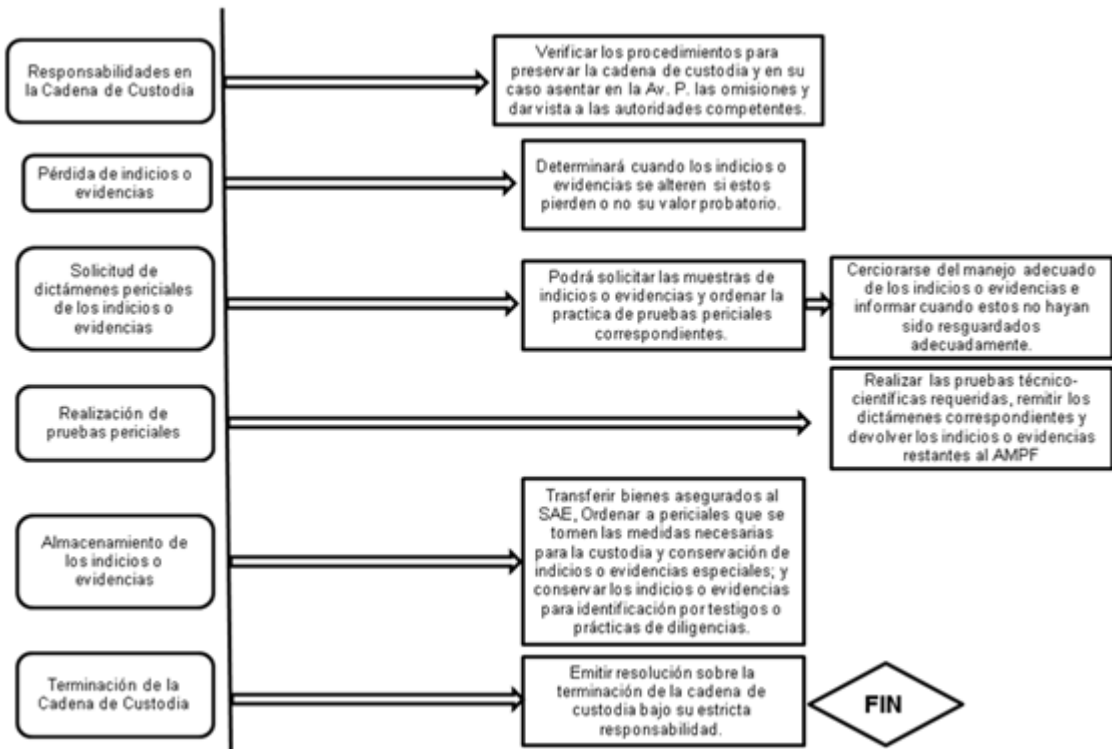 Responsabilidades en
la Cadena de Custodia
Verificar los procedimientos para
preservar la cadena de custodia y en su
caso asentar en la Av. P. las omisiones y
dar vista a las autoridades competentes.
Pérdida de indicios o
evidencias
Determinará cuando los indicios o
evidencias se alteren si estos
pierden o no su valor probatorio.
Solicitud de
dictámenes periciales
de los indicios o
evidencias
Podrá solicitar las muestras de
indicios o evidencias y ordenar la
practica de pruebas periciales
correspondientes.
Cerciorarse del manejo adecuado
de los indicios o evidencias e
informar cuando estos no hayan
sido resguardados
adecuadamente.
Realización de
pruebas periciales
Realizar las pruebas técnico-
científicas requeridas, remitir los
dictámenes correspondientes y
devolver los indicios o evidencias
restantes al AMPF
Almacenamiento de
los indicios o
evidencias
Transferir bienes asegurados al
SAE, Ordenar a periciales que se
tomen las medidas necesarias
para la custodia y conservación de
indicios o evidencias especiales; y
conservar los indicios o evidencias
para identificación por testigos o
prácticas de diligencias.
Terminación de la
Cadena de Custodia
Emitir resolución sobre la
terminación de la cadena de
custodia bajo su estricta
responsabilidad.
FIN